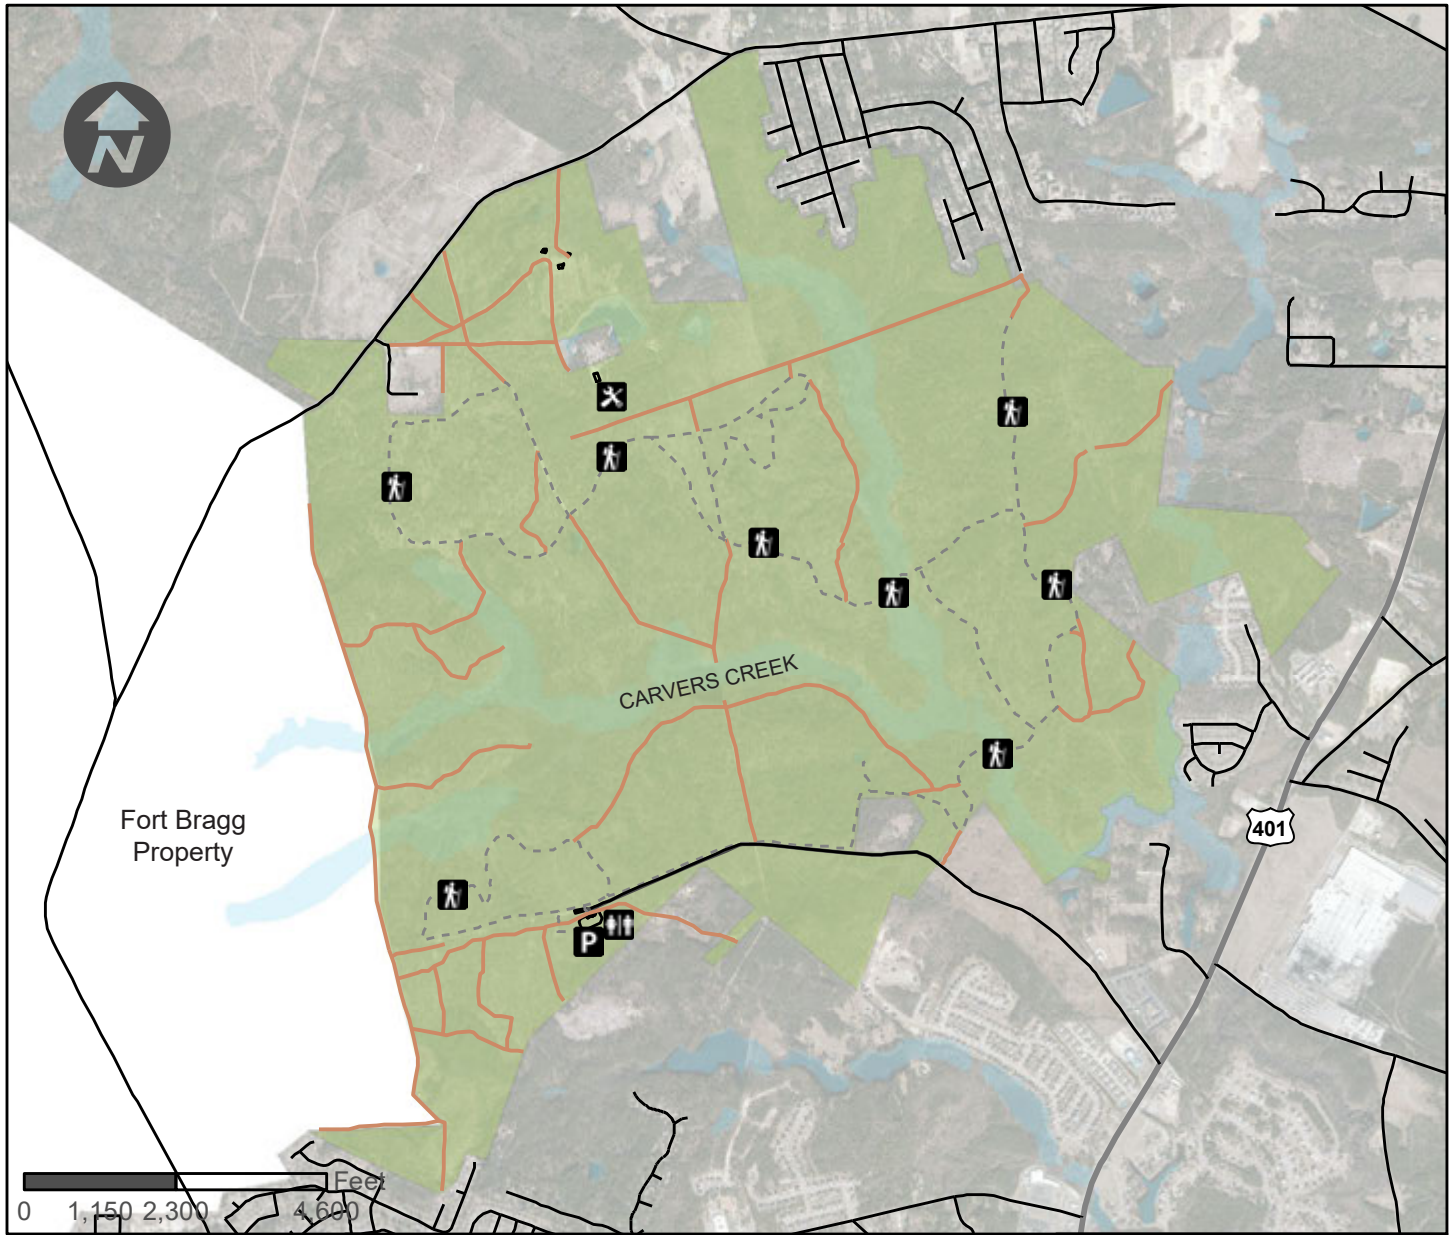 N
CARVERS CREEK
Fort Bragg
Property
401
P
Feet
0 1,150 2,300 4,600